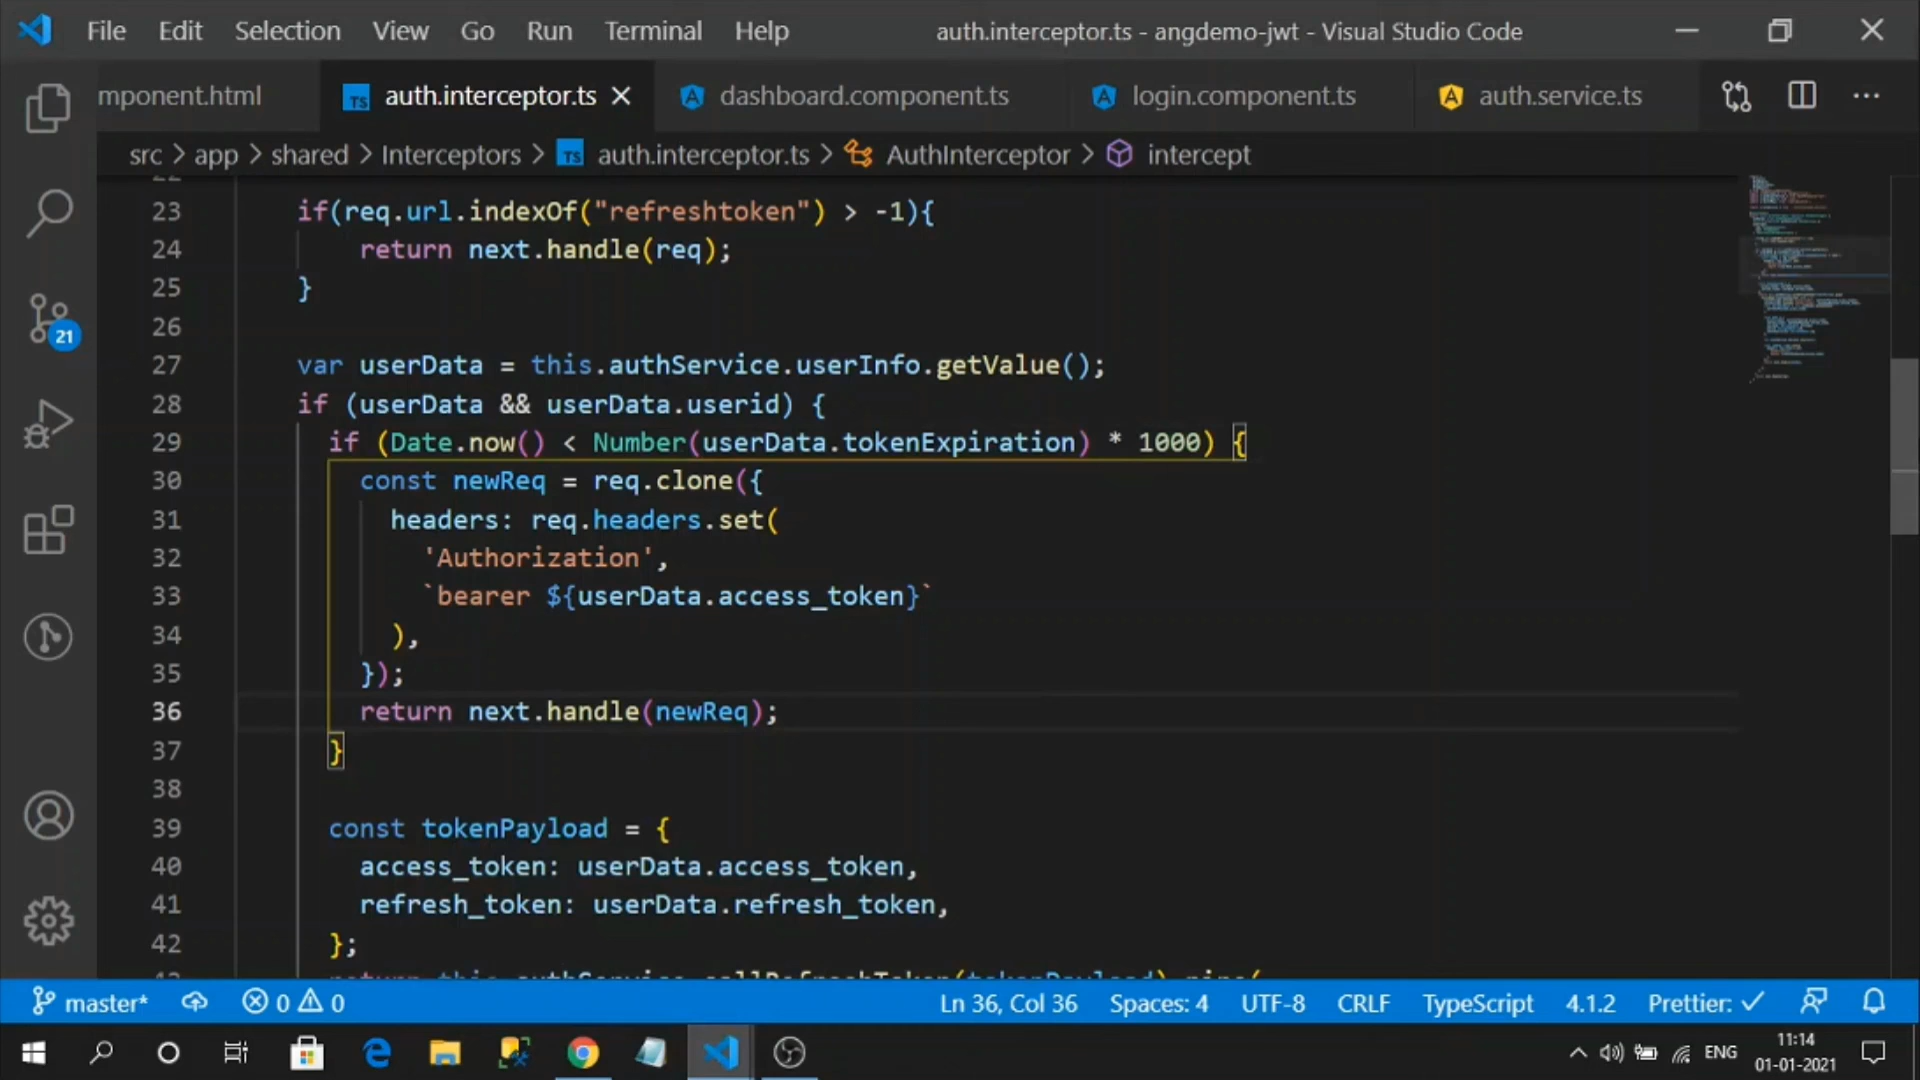 File Edit Selection View Go Run Terminal Help auth.interceptor.ts - angdemo-jwt - Visual Studio Code
mponent.html auth.interceptor.ts dashboard.component.ts login.component.ts auth.service.ts
src > app > shared > Interceptors > TS auth.interceptor.ts > AuthInterceptor > intercept
23 if(req.url.indexOf("refreshtoken") > -1){
24 return next.handle(req);
25 }
26
27 var userData = this.authService.userInfo.getValue();
28 if (userData && userData.userid) {
29 if (Date.now() < Number(userData.tokenExpiration) * 1000) {
30 const newReq = req.clone({
31 headers: req.headers.set(
32 'Authorization',
33 `bearer ${userData.access_token}`
34 ),
35 });
36 return next.handle(newReq);
37 }
38
39 const tokenPayload = {
40 access_token: userData.access_token,
41 refresh_token: userData.refresh_token,
42 };
return this.authService.callRefreshToken(tokenPayload).pipe(
21
master* 0 0 Ln 36, Col 36 Spaces: 4 UTF-8 CRLF TypeScript 4.1.2 Prettier: ✓
ENG 11:14
01-01-2021